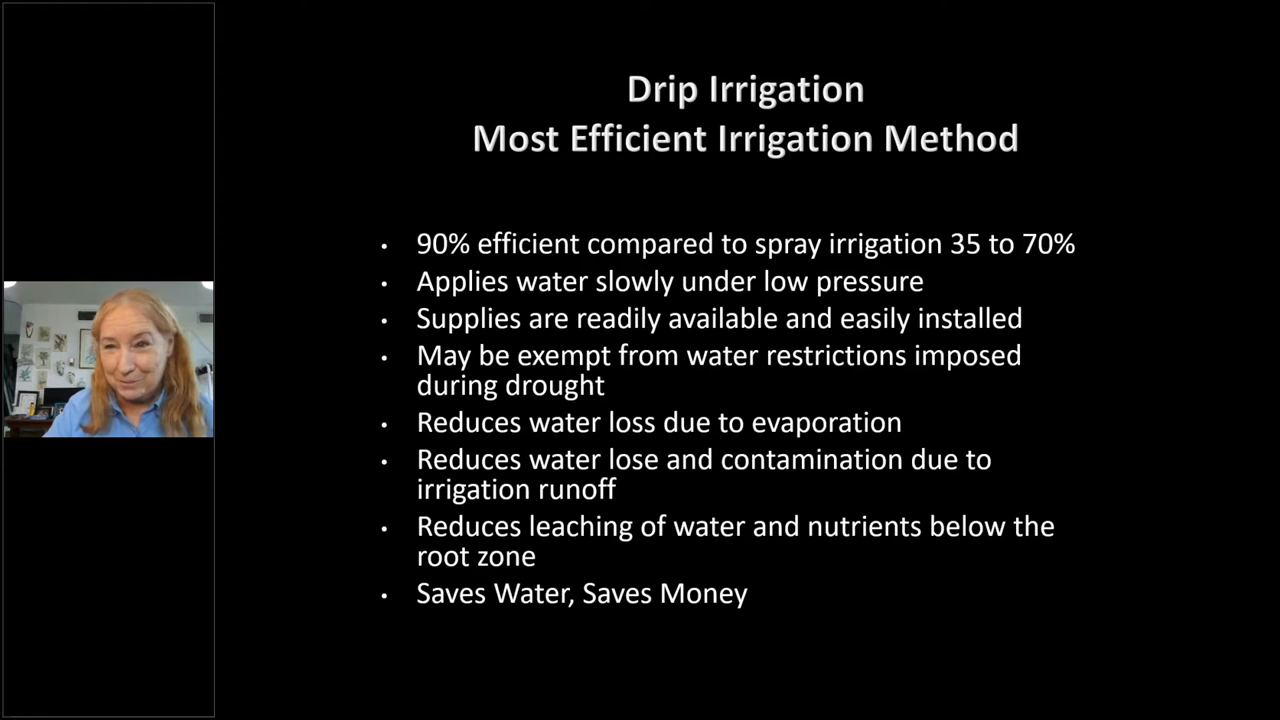 Drip Irrigation
Most Efficient Irrigation Method
• 90% efficient compared to spray irrigation 35 to 70%
• Applies water slowly under low pressure
• Supplies are readily available and easily installed
• May be exempt from water restrictions imposed
during drought
• Reduces water loss due to evaporation
• Reduces water lose and contamination due to
irrigation runoff
• Reduces leaching of water and nutrients below the
root zone
• Saves Water, Saves Money